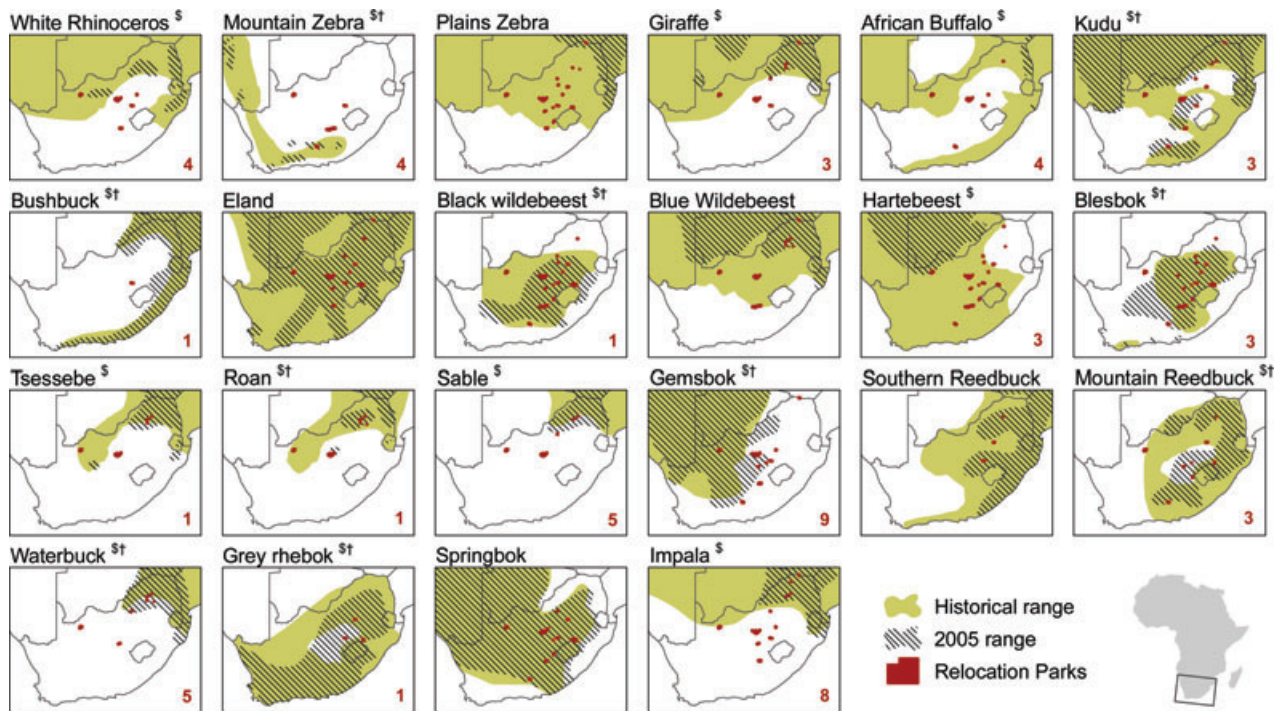 White Rhinoceros $ Mountain Zebra $† Plains Zebra Giraffe $ African Buffalo $ Kudu $†
4 4 3 4 3
Bushbuck $† Eland Black wildebeest $† Blue Wildebeest Hartebeest $ Blesbok $†
1 1 3 3
Tsessebe $ Roan $† Sable $ Gemsbok $† Southern Reedbuck Mountain Reedbuck $†
1 1 5 9 3
Waterbuck $† Grey rhebok $† Springbok Impala $
Historical range
2005 range
Relocation Parks
5 1 8